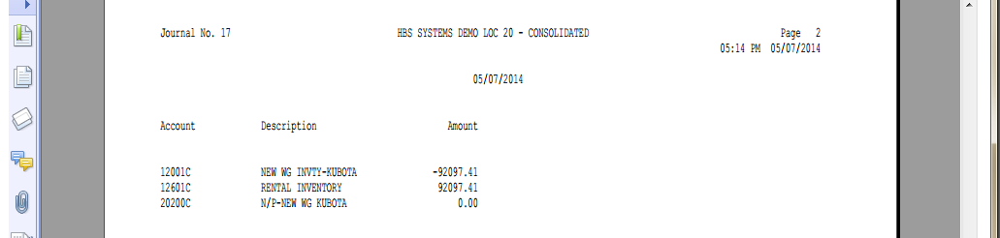 Journal No. 17 HBS SYSTEMS DEMO LOC 20 - CONSOLIDATED Page 2
05:14 PM 05/07/2014
05/07/2014
Account Description Amount
12001C NEW WG INVTY-KUBOTA -92097.41
12601C RENTAL INVENTORY 92097.41
20200C N/P-NEW WG KUBOTA 0.00